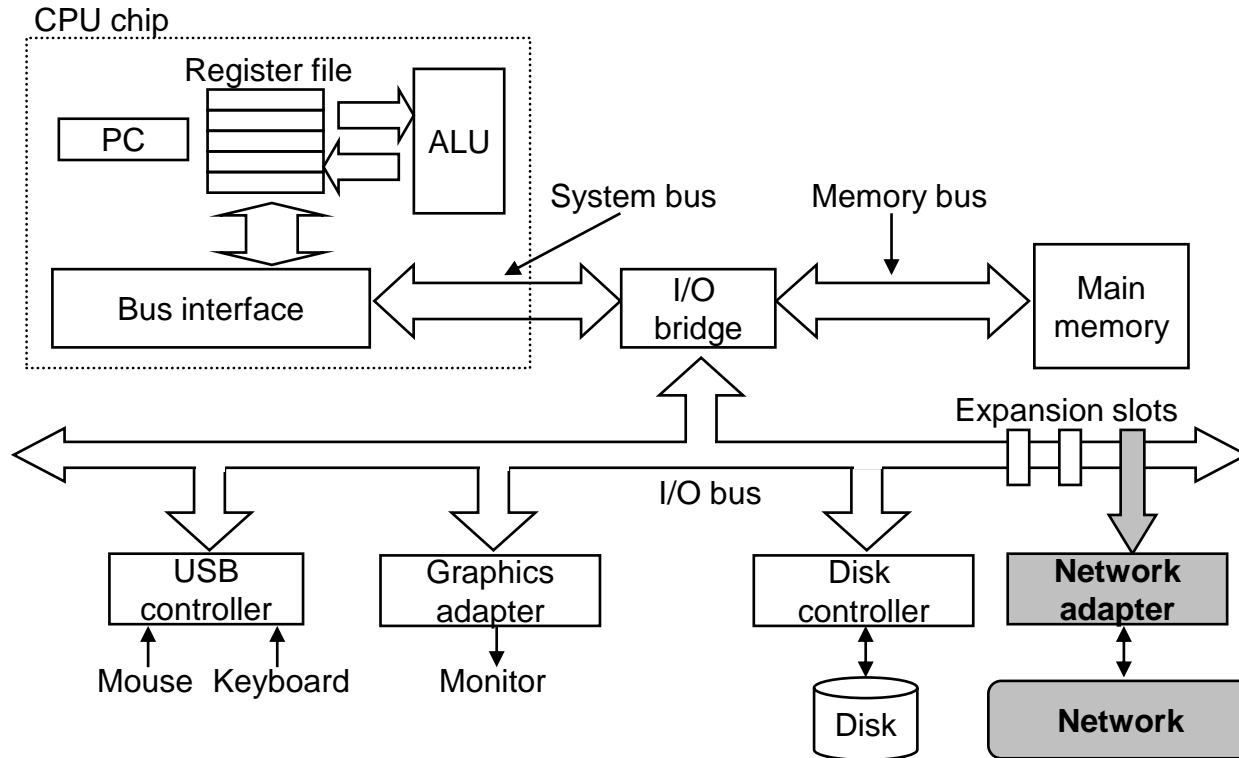 CPU chip
Register file
PC
ALU
System bus
Memory bus
Bus interface
I/O
bridge
Main
memory
Expansion slots
I/O bus
USB
controller
Graphics
adapter
Disk
controller
Network
adapter
Mouse
Keyboard
Monitor
Disk
Network